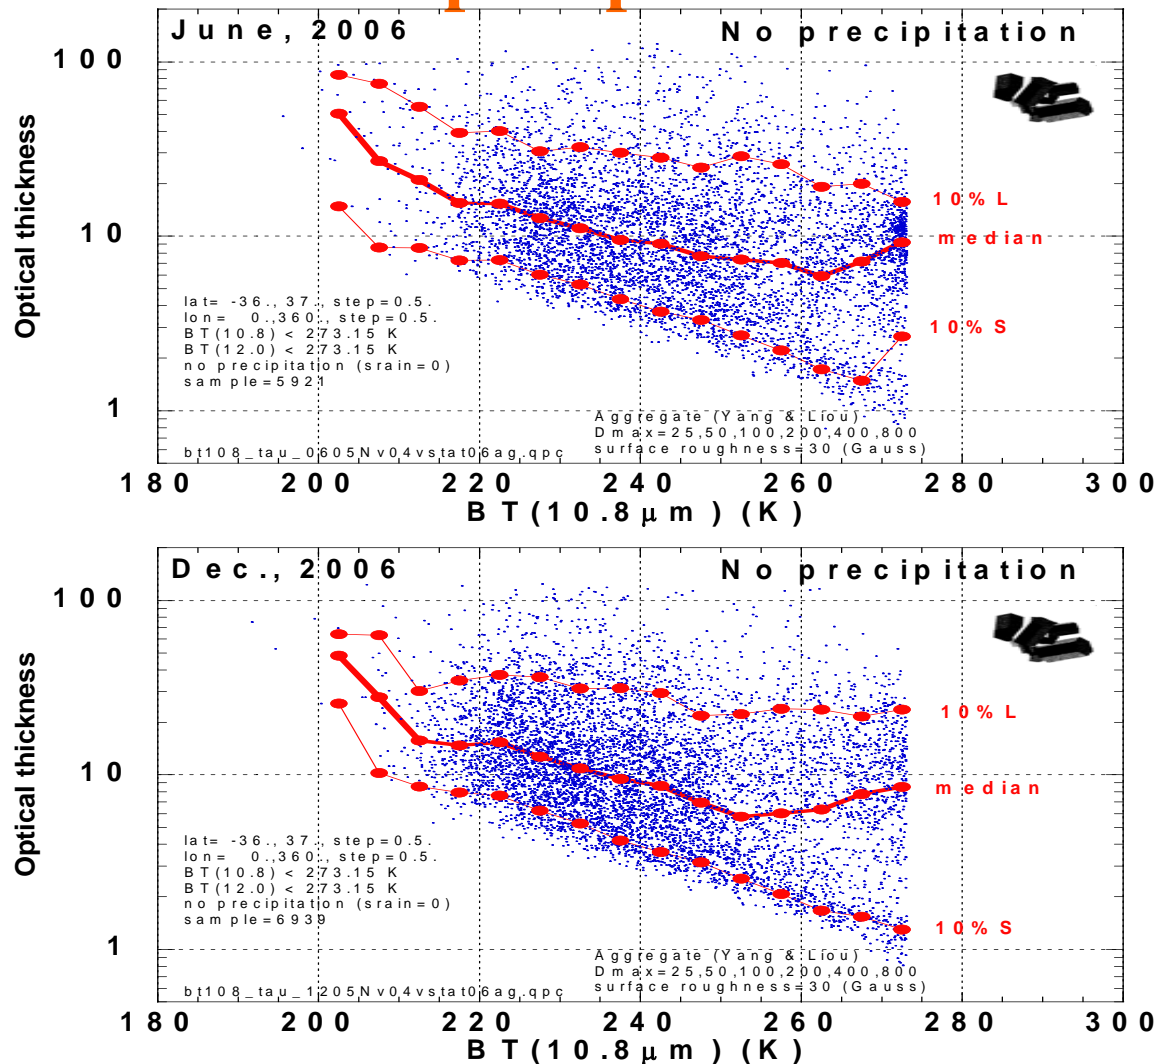 p p
June, 2006 No precipitation
100
10% L
10
median
lat= -36., 37., step=0.5.
lon= 0.,360., step=0.5.
10% S
BT(10.8) < 273.15 K
BT(12.0) < 273.15 K
no precipitation (srain=0)
sample=5921
1
Aggregate (Yang & Liou)
Dmax=25,50,100,200,400,800
bt108_tau_0605Nv04vstat06ag.qpc surface roughness=30 (Gauss)
Optical thickness
180 200 220 240 260 280 300
BT(10.8μm) (K)
Dec., 2006 No precipitation
100
10% L
10
median
lat= -36., 37., step=0.5.
lon= 0.,360., step=0.5.
BT(10.8) < 273.15 K
BT(12.0) < 273.15 K
no precipitation (srain=0)
sample=6939
10% S
1
Aggregate (Yang & Liou)
Dmax=25,50,100,200,400,800
bt108_tau_1205Nv04vstat06ag.qpc surface roughness=30 (Gauss)
Optical thickness
180 200 220 240 260 280 300
BT(10.8μm) (K)